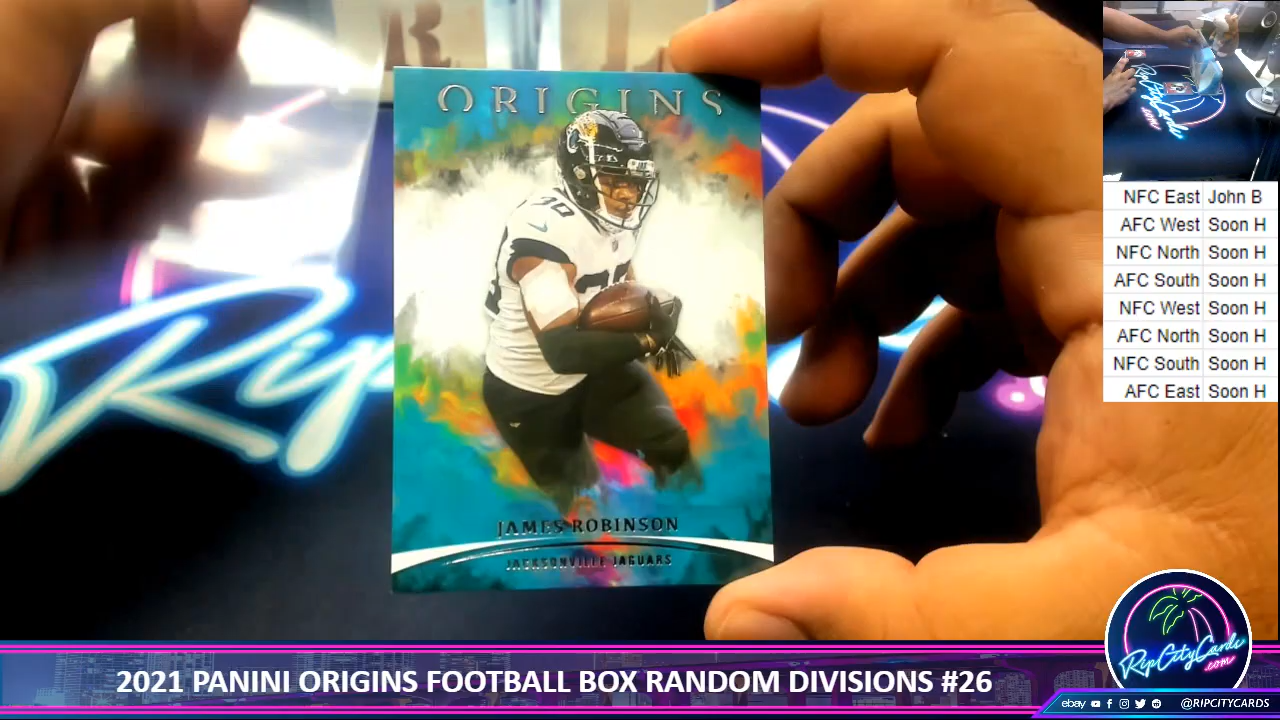 ORIGINS
30
JAMES ROBINSON
JACKSONVILLE JAGUARS
Rip
NFC East John B
AFC West Soon H
NFC North Soon H
AFC South Soon H
NFC West Soon H
AFC North Soon H
NFC South Soon H
AFC East Soon H
RipCityCards
.com
2021 PANINI ORIGINS FOOTBALL BOX RANDOM DIVISIONS #26
ebay @RIPCITYCARDS